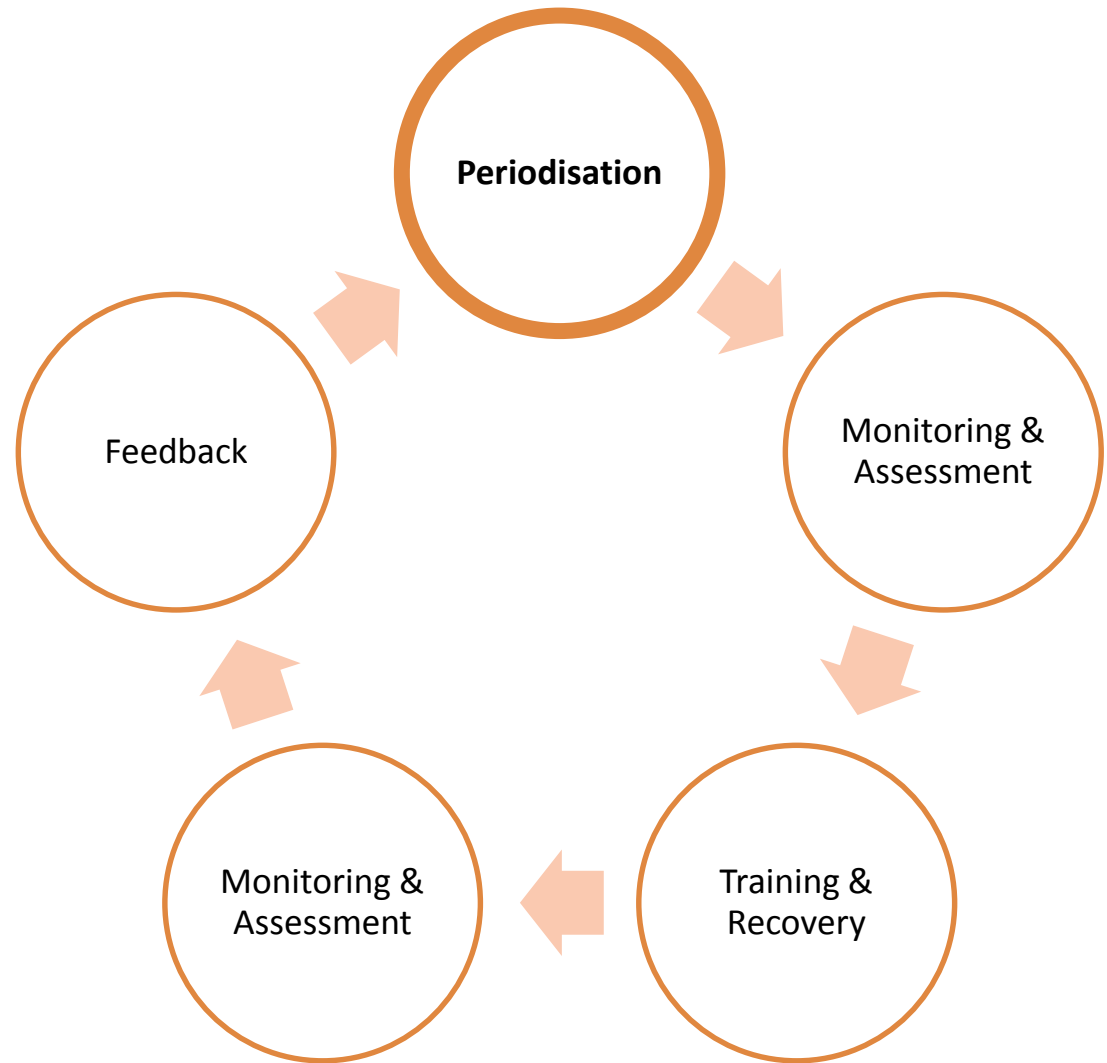 Periodisation
Monitoring &
Assessment
Training &
Recovery
Monitoring &
Assessment
Feedback